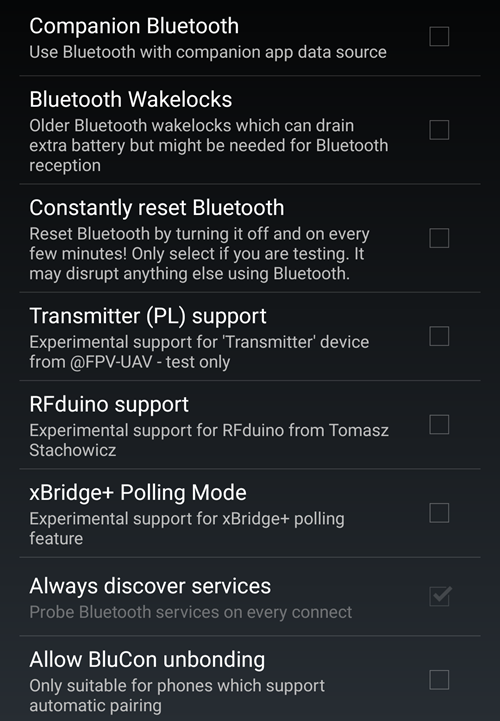 Companion Bluetooth
Use Bluetooth with companion app data source
Bluetooth Wakelocks
Older Bluetooth wakelocks which can drain
extra battery but might be needed for Bluetooth
reception
Constantly reset Bluetooth
Reset Bluetooth by turning it off and on every
few minutes! Only select if you are testing. It
may disrupt anything else using Bluetooth.
Transmitter (PL) support
Experimental support for 'Transmitter' device
from @FPV-UAV - test only
RFduino support
Experimental support for RFduino from Tomasz
Stachowicz
xBridge+ Polling Mode
Experimental support for xBridge+ polling
feature
Always discover services
Probe Bluetooth services on every connect
Allow BluCon unbonding
Only suitable for phones which support
automatic pairing